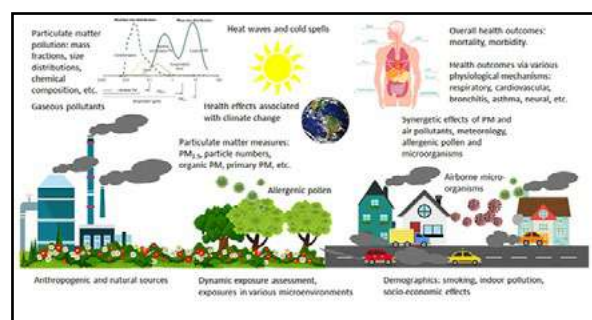 Particulate matter
pollution: mass
fractions, size
distributions,
chemical
composition, etc.
Gaseous pollutants
Heat waves and cold spells
Health effects associated
with climate change
Particulate matter measures:
PM2.5, particle numbers,
organic PM, primary PM, etc.
Allergenic pollen
Overall health outcomes:
mortality, morbidity.
Health outcomes via various
physiological mechanisms:
respiratory, cardiovascular,
bronchitis, asthma, neural, etc.
Synergetic effects of PM and
air pollutants, meteorology,
allergenic pollen and
microorganisms
Airborne micro-
organisms
Anthropogenic and natural sources
Dynamic exposure assessment,
exposures in various microenvironments
Demographics: smoking, indoor pollution,
socio-economic effects